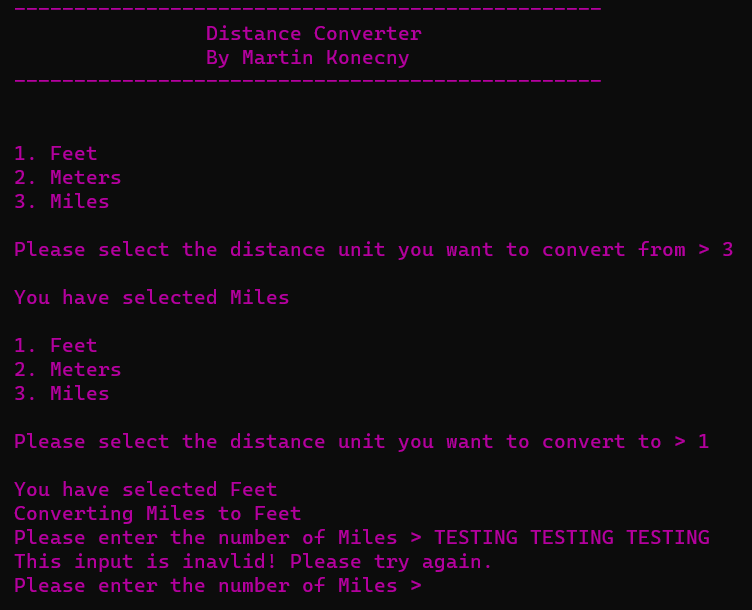 -------------------------------------------------
Distance Converter
By Martin Konecny
-------------------------------------------------
1. Feet
2. Meters
3. Miles
Please select the distance unit you want to convert from > 3
You have selected Miles
1. Feet
2. Meters
3. Miles
Please select the distance unit you want to convert to > 1
You have selected Feet
Converting Miles to Feet
Please enter the number of Miles > TESTING TESTING TESTING
This input is inavlid! Please try again.
Please enter the number of Miles >